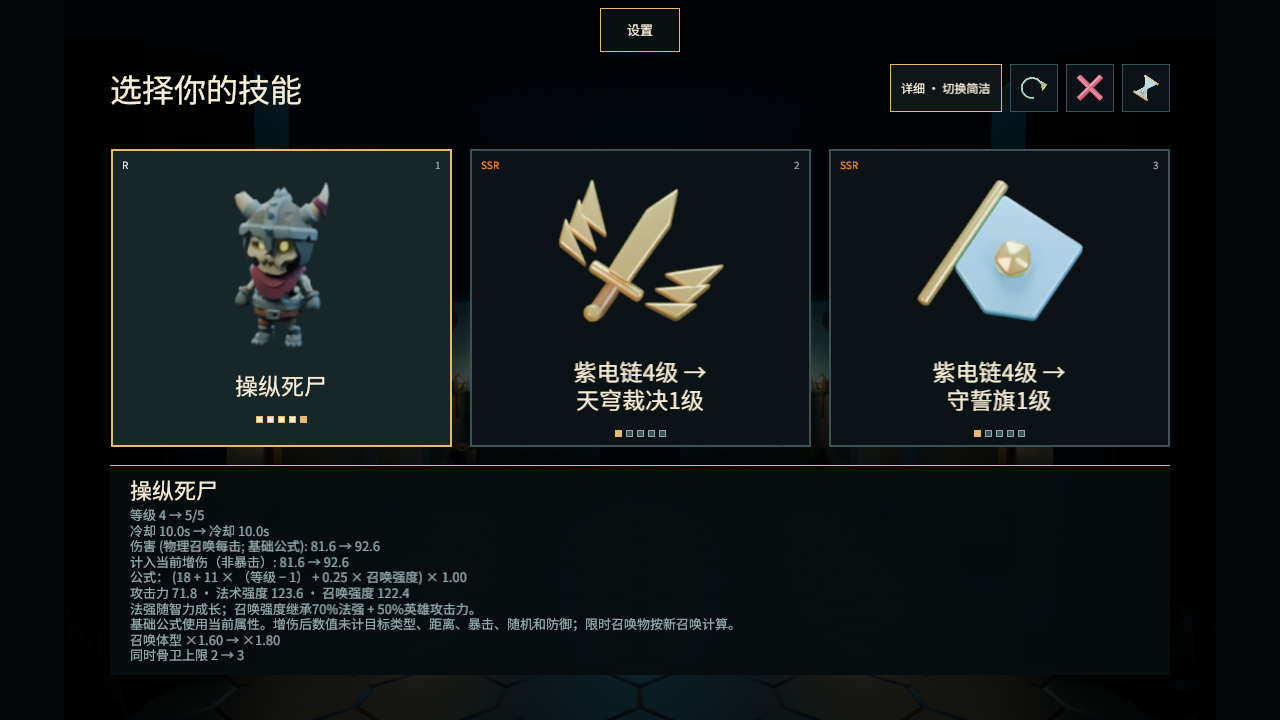 设置
选择你的技能
详细 · 切换简洁
R
1
操纵死尸
SSR
2
紫电链4级 →
天穹裁决1级
SSR
3
紫电链4级 →
守誓旗1级
操纵死尸
等级 4 → 5/5
冷却 10.0s → 冷却 10.0s
伤害 (物理召唤每击; 基础公式): 81.6 → 92.6
计入当前增伤（非暴击）: 81.6 → 92.6
公式： (18 + 11 × （等级 − 1） + 0.25 × 召唤强度) × 1.00
攻击力 71.8 · 法术强度 123.6 · 召唤强度 122.4
法强随智力成长；召唤强度继承70%法强 + 50%英雄攻击力。
基础公式使用当前属性。增伤后数值未计目标类型、距离、暴击、随机和防御；限时召唤物按新召唤计算。
召唤体型 ×1.60 → ×1.80
同时骨卫上限 2 → 3